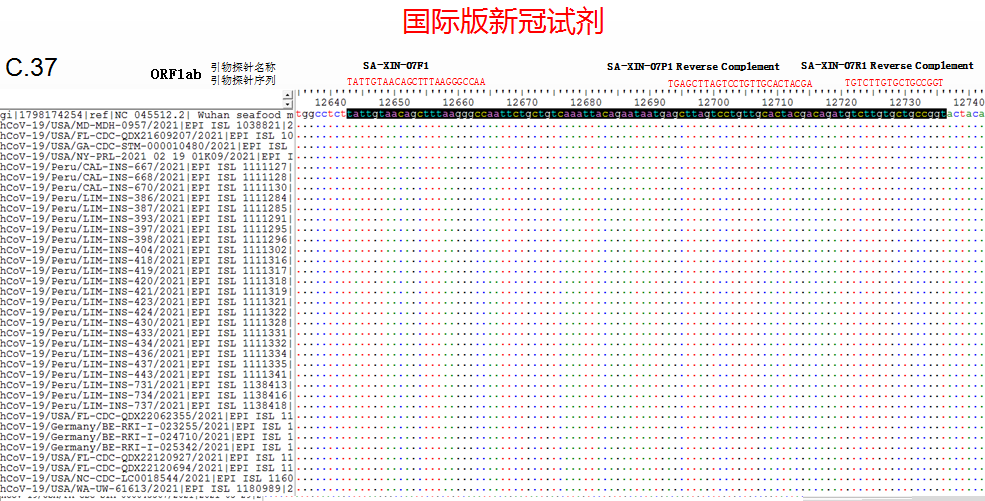 国际版新冠试剂
C.37
ORF1ab
引物探针名称
引物探针序列
SA-XIN-07F1
TATTGTAACAGCTTTAAGGGCCAA
SA-XIN-07P1 Reverse Complement
TGAGCTTAGTCCTGTTGCACTACGA
SA-XIN-07R1 Reverse Complement
TGTCTTGTGCTGCCGGT
12640 12650 12660 12670 12680 12690 12700 12710 12720 12730 12740
gi|1798174254|ref|NC 045512.2| Wuhan seafood m tggcctcttattgtaacagctttaagggccaattctgctgtcaaattacagaataatgagcttagtcctgttgcactacgacagatgtcttgtgctgccggtactaca
hCoV-19/USA/MD-MDH-0957/2021|EPI ISL 1038821|2
hCoV-19/USA/FL-CDC-QDX21609207/2021|EPI ISL 10
hCoV-19/USA/GA-CDC-STM-000010480/2021|EPI ISL
hCoV-19/USA/NY-PRL-2021 02 19 01K09/2021|EPI I
hCoV-19/Peru/CAL-INS-667/2021|EPI ISL 1111127|
hCoV-19/Peru/CAL-INS-668/2021|EPI ISL 1111128|
hCoV-19/Peru/CAL-INS-670/2021|EPI ISL 1111130|
hCoV-19/Peru/LIM-INS-386/2021|EPI ISL 1111284|
hCoV-19/Peru/LIM-INS-387/2021|EPI ISL 1111285|
hCoV-19/Peru/LIM-INS-393/2021|EPI ISL 1111291|
hCoV-19/Peru/LIM-INS-397/2021|EPI ISL 1111295|
hCoV-19/Peru/LIM-INS-398/2021|EPI ISL 1111296|
hCoV-19/Peru/LIM-INS-404/2021|EPI ISL 1111302|
hCoV-19/Peru/LIM-INS-418/2021|EPI ISL 1111316|
hCoV-19/Peru/LIM-INS-419/2021|EPI ISL 1111317|
hCoV-19/Peru/LIM-INS-420/2021|EPI ISL 1111318|
hCoV-19/Peru/LIM-INS-421/2021|EPI ISL 1111319|
hCoV-19/Peru/LIM-INS-423/2021|EPI ISL 1111321|
hCoV-19/Peru/LIM-INS-424/2021|EPI ISL 1111322|
hCoV-19/Peru/LIM-INS-430/2021|EPI ISL 1111328|
hCoV-19/Peru/LIM-INS-433/2021|EPI ISL 1111331|
hCoV-19/Peru/LIM-INS-434/2021|EPI ISL 1111332|
hCoV-19/Peru/LIM-INS-436/2021|EPI ISL 1111334|
hCoV-19/Peru/LIM-INS-437/2021|EPI ISL 1111335|
hCoV-19/Peru/LIM-INS-443/2021|EPI ISL 1111341|
hCoV-19/Peru/LIM-INS-731/2021|EPI ISL 1138413|
hCoV-19/Peru/LIM-INS-734/2021|EPI ISL 1138416|
hCoV-19/Peru/LIM-INS-737/2021|EPI ISL 1138418|
hCoV-19/USA/FL-CDC-QDX22062355/2021|EPI ISL 11
hCoV-19/Germany/BE-RKI-I-023255/2021|EPI ISL 1
hCoV-19/Germany/BE-RKI-I-024710/2021|EPI ISL 1
hCoV-19/Germany/BE-RKI-I-025342/2021|EPI ISL 1
hCoV-19/USA/FL-CDC-QDX22120927/2021|EPI ISL 11
hCoV-19/USA/FL-CDC-QDX22120694/2021|EPI ISL 11
hCoV-19/USA/NC-CDC-LC0018544/2021|EPI ISL 1160
hCoV-19/USA/WA-UW-61613/2021|EPI ISL 1180989|2